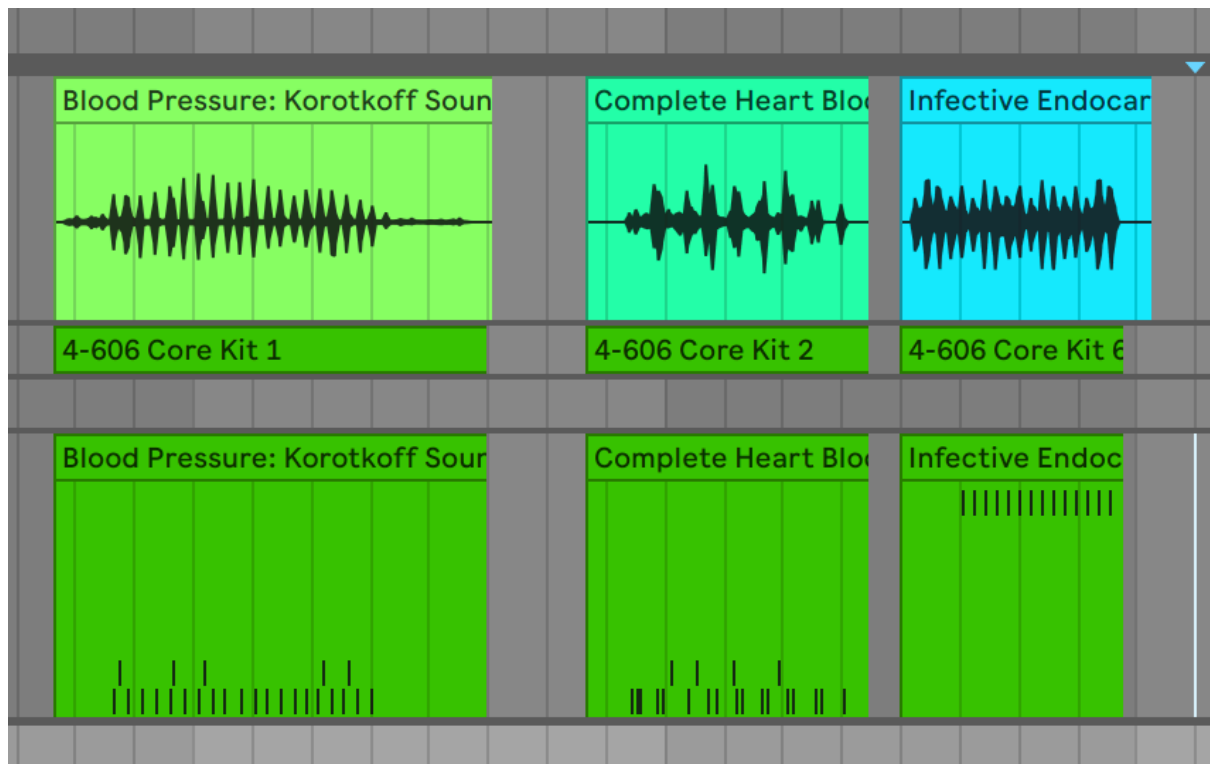 Blood Pressure: Korotkoff Soun
Complete Heart Bloc
Infective Endocar
4-606 Core Kit 1
4-606 Core Kit 2
4-606 Core Kit 6
Blood Pressure: Korotkoff Sour
Complete Heart Bloc
Infective Endoc